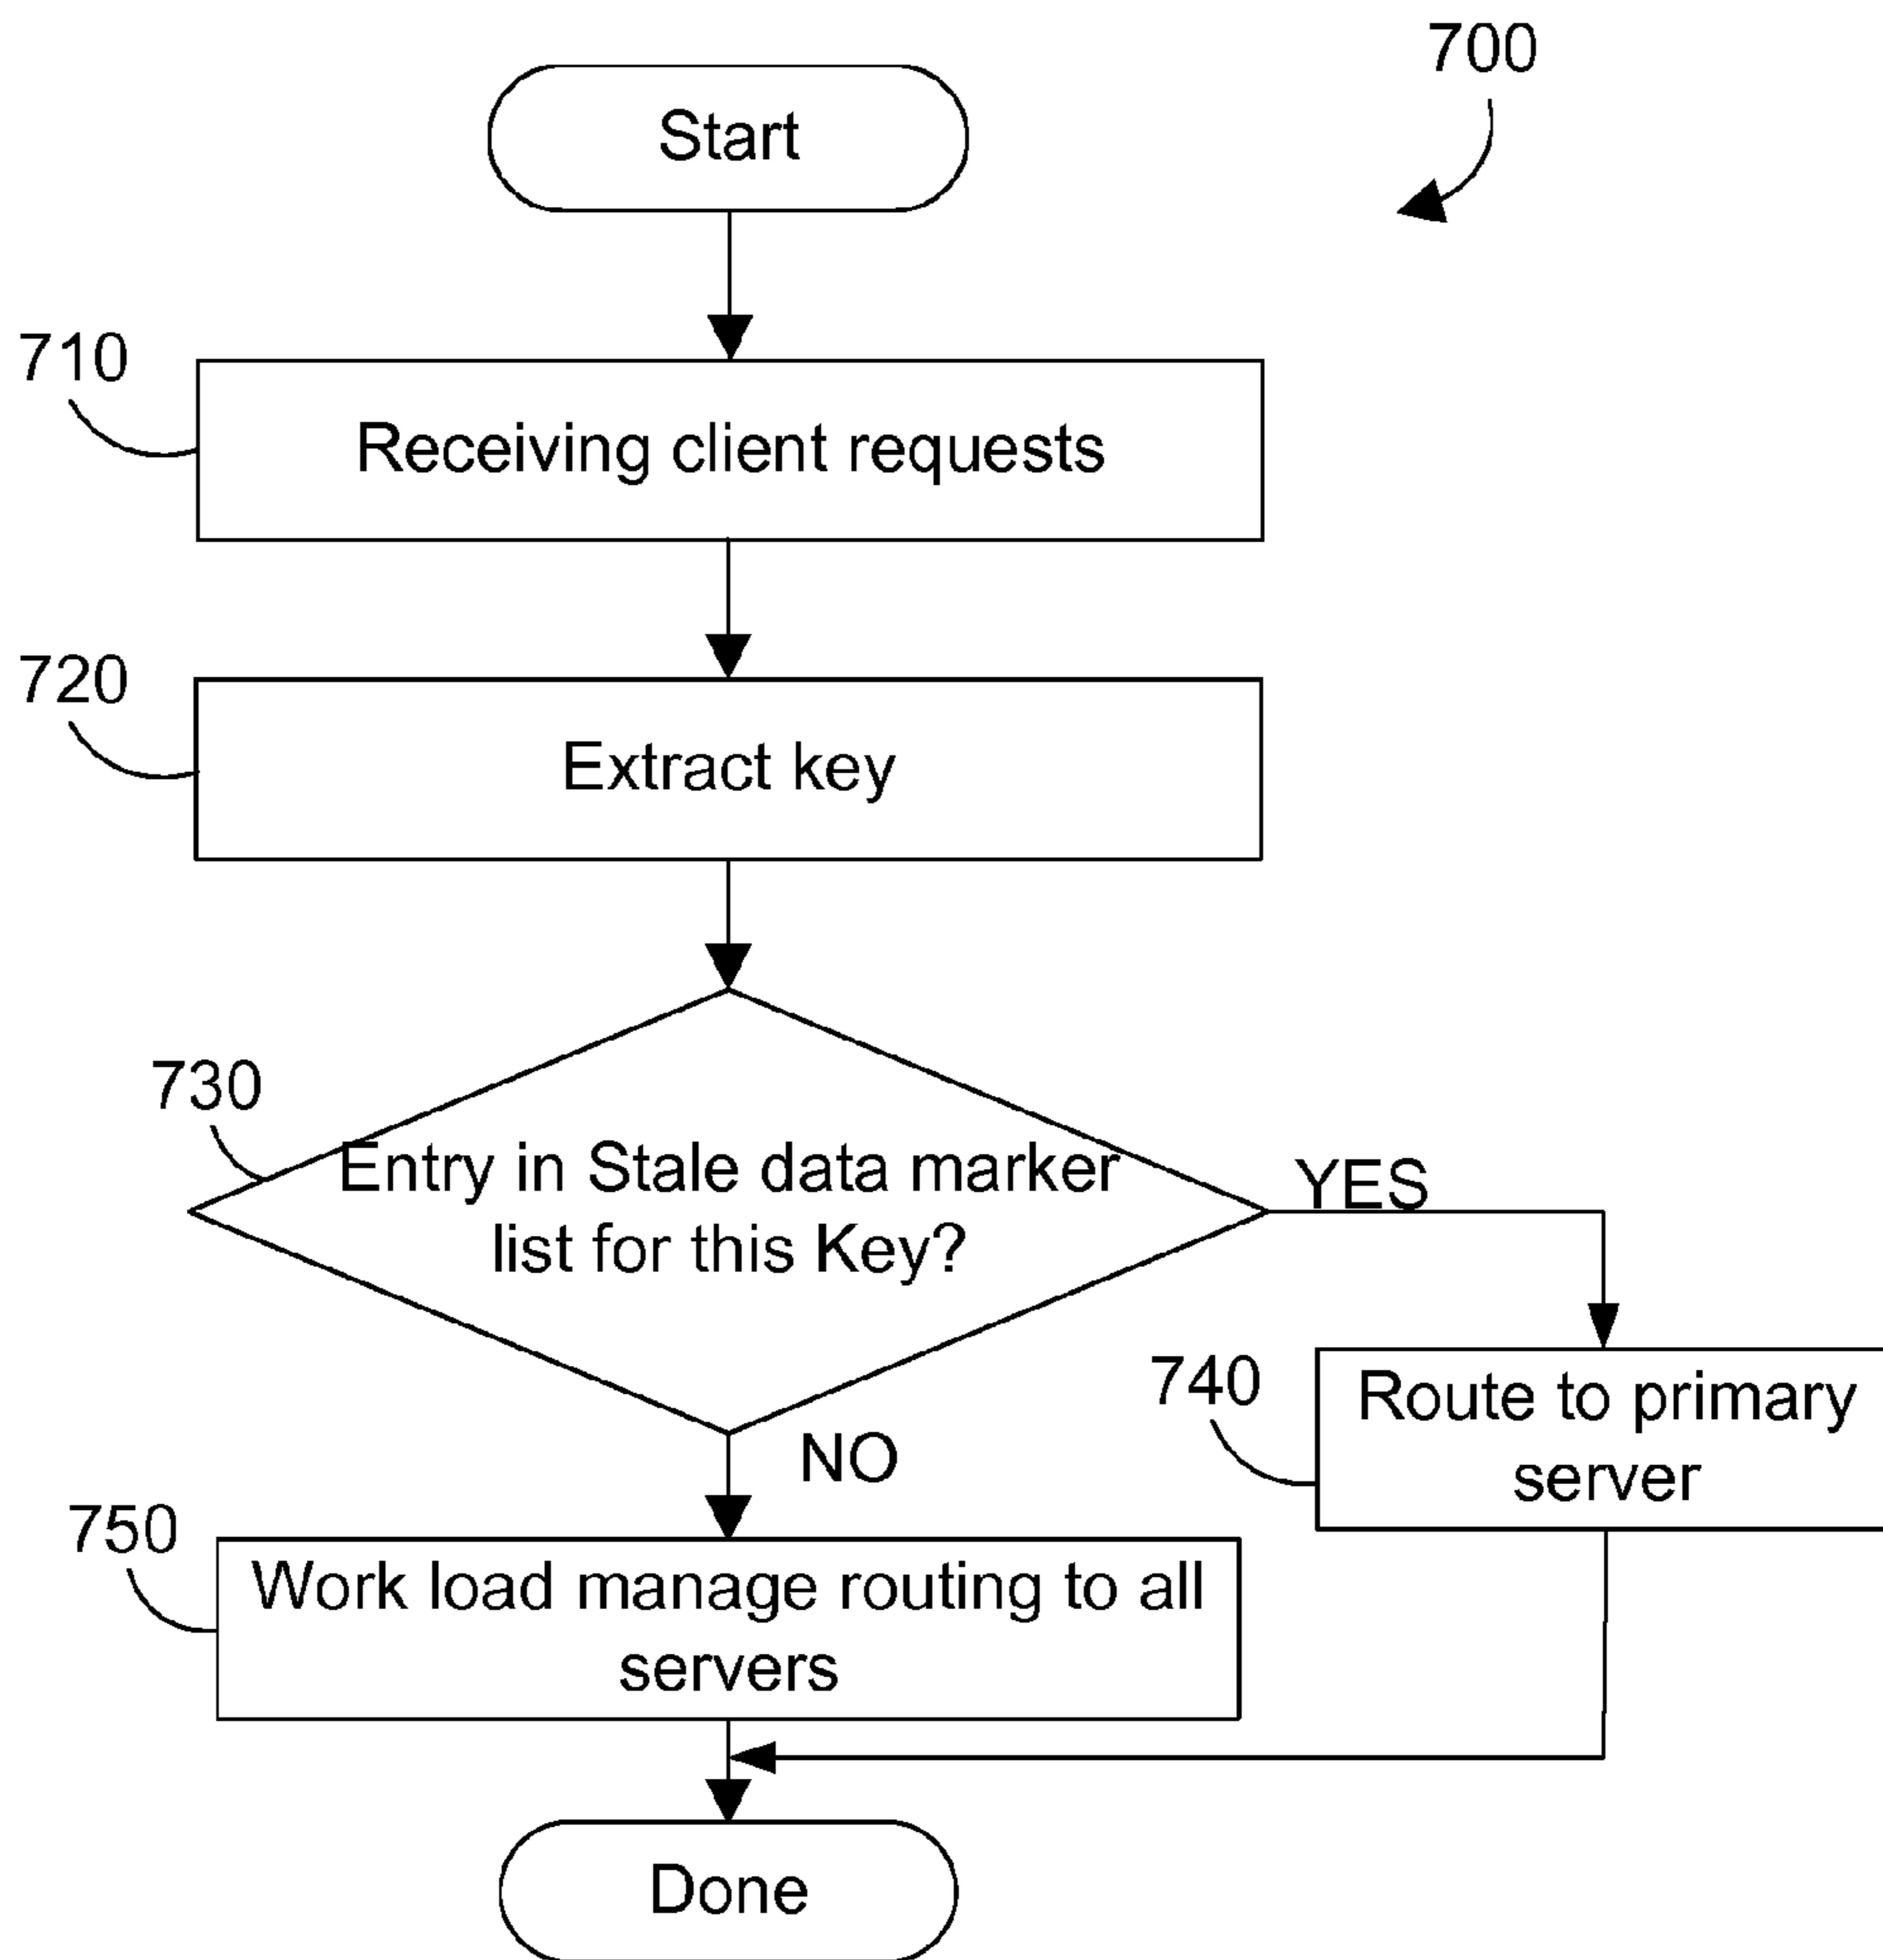 700
Start
710
Receiving client requests
720
Extract key
730
Entry in Stale data marker
list for this Key?
YES
740
Route to primary
server
NO
750
Work load manage routing to all
servers
Done